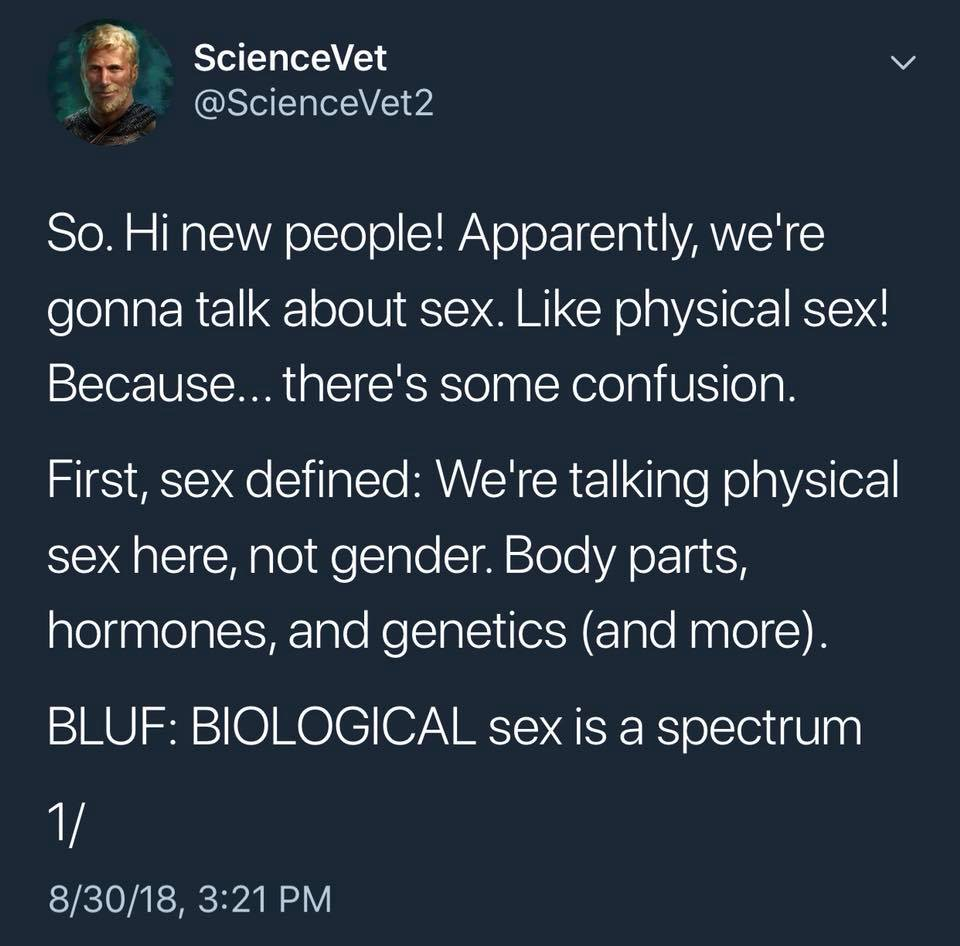 ScienceVet
@ScienceVet2
So. Hi new people! Apparently, we're
gonna talk about sex. Like physical sex!
Because... there's some confusion.
First, sex defined: We're talking physical
sex here, not gender. Body parts,
hormones, and genetics (and more).
BLUF: BIOLOGICAL sex is a spectrum
1/
8/30/18, 3:21 PM